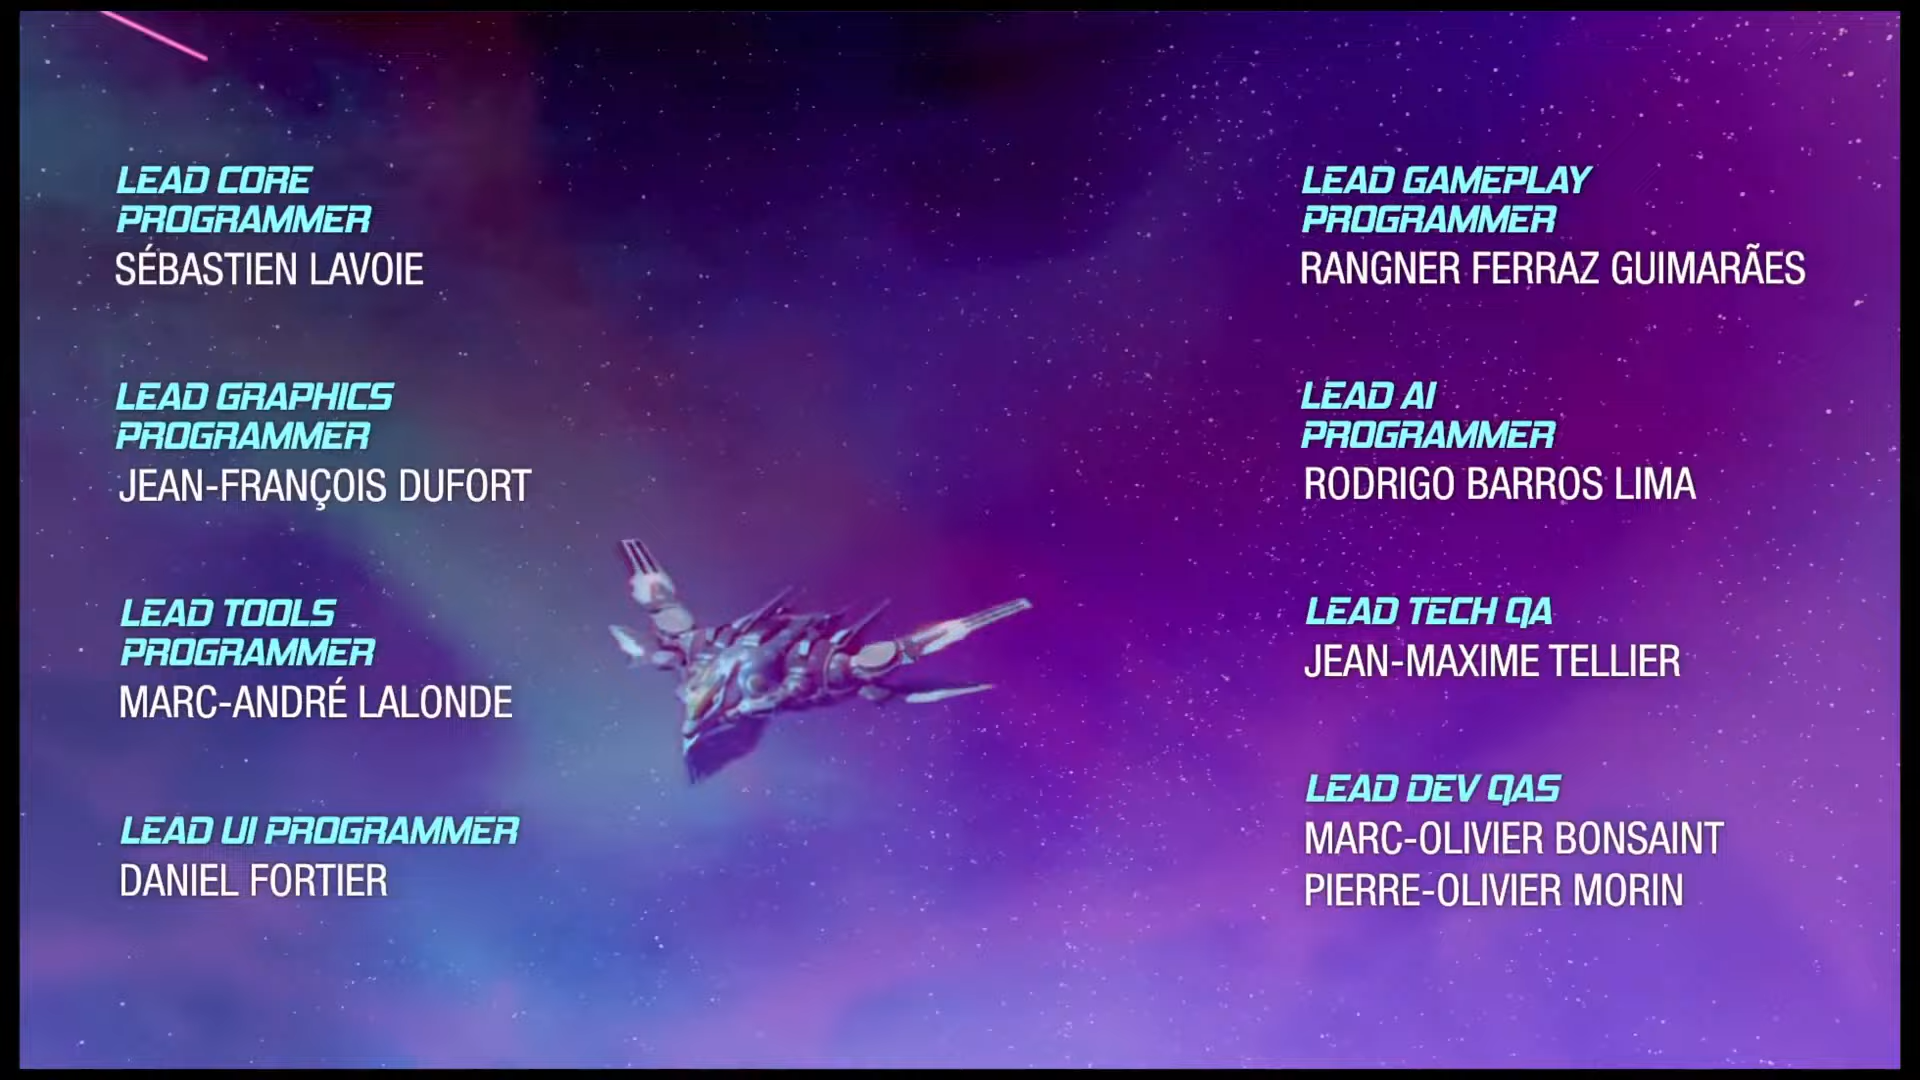 LEAD CORE
PROGRAMMER
SÉBASTIEN LAVOIE
LEAD GRAPHICS
PROGRAMMER
JEAN-FRANÇOIS DUFORT
LEAD TOOLS
PROGRAMMER
MARC-ANDRÉ LALONDE
LEAD UI PROGRAMMER
DANIEL FORTIER
LEAD GAMEPLAY
PROGRAMMER
RANGNER FERRAZ GUIMARÃES
LEAD AI
PROGRAMMER
RODRIGO BARROS LIMA
LEAD TECH QA
JEAN-MAXIME TELLIER
LEAD DEV QAS
MARC-OLIVIER BONSAINT
PIERRE-OLIVIER MORIN